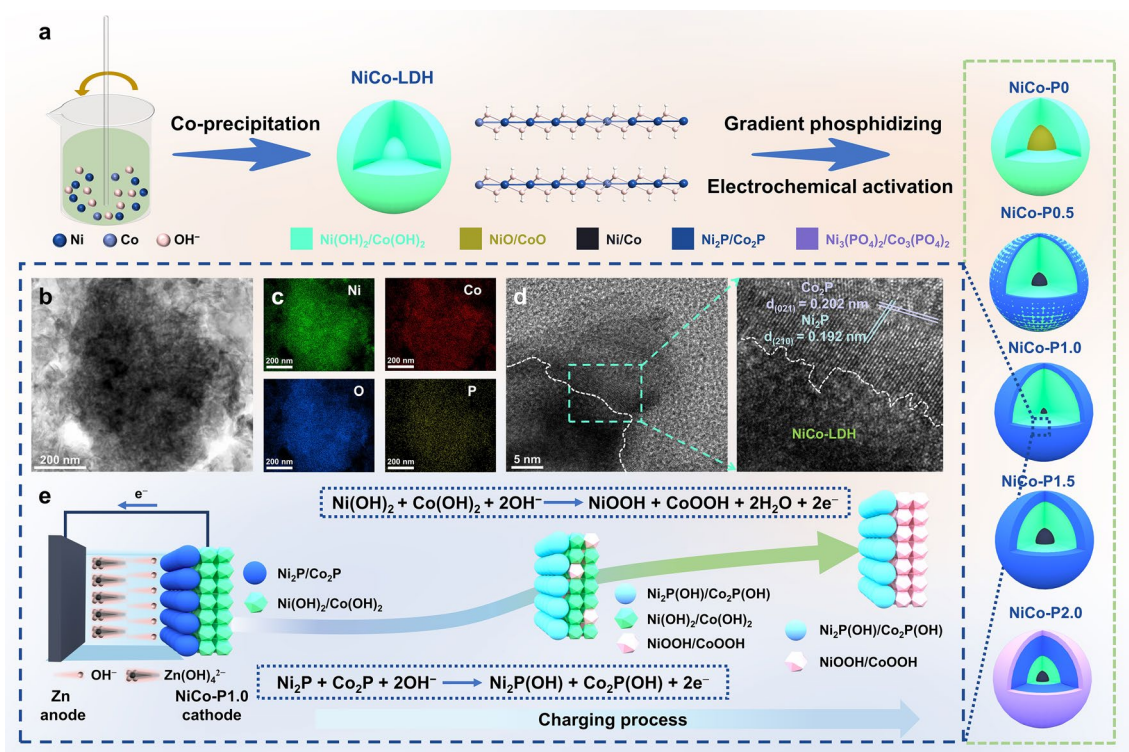 a
NiCo-LDH
Co-precipitation
Gradient phosphidizing
Electrochemical activation
Ni
Co
OH⁻
Ni(OH)₂/Co(OH)₂
NiO/CoO
Ni/Co
Ni₂P/Co₂P
Ni₃(PO₄)₂/Co₃(PO₄)₂
NiCo-P0
NiCo-P0.5
NiCo-P1.0
NiCo-P1.5
NiCo-P2.0
b
200 nm
c
Ni
200 nm
Co
200 nm
O
200 nm
P
200 nm
d
5 nm
Co₂P
d₍₀₂₁₎ = 0.202 nm
Ni₂P
d₍₂₁₀₎ = 0.192 nm
NiCo-LDH
e
e⁻
Ni(OH)₂ + Co(OH)₂ + 2OH⁻ → NiOOH + CoOOH + 2H₂O + 2e⁻
Ni₂P/Co₂P
Ni(OH)₂/Co(OH)₂
Ni₂P(OH)/Co₂P(OH)
Ni(OH)₂/Co(OH)₂
NiOOH/CoOOH
Ni₂P(OH)/Co₂P(OH)
NiOOH/CoOOH
OH⁻
Zn(OH)₄²⁻
Zn
anode
NiCo-P1.0
cathode
Ni₂P + Co₂P + 2OH⁻ → Ni₂P(OH) + Co₂P(OH) + 2e⁻
Charging process